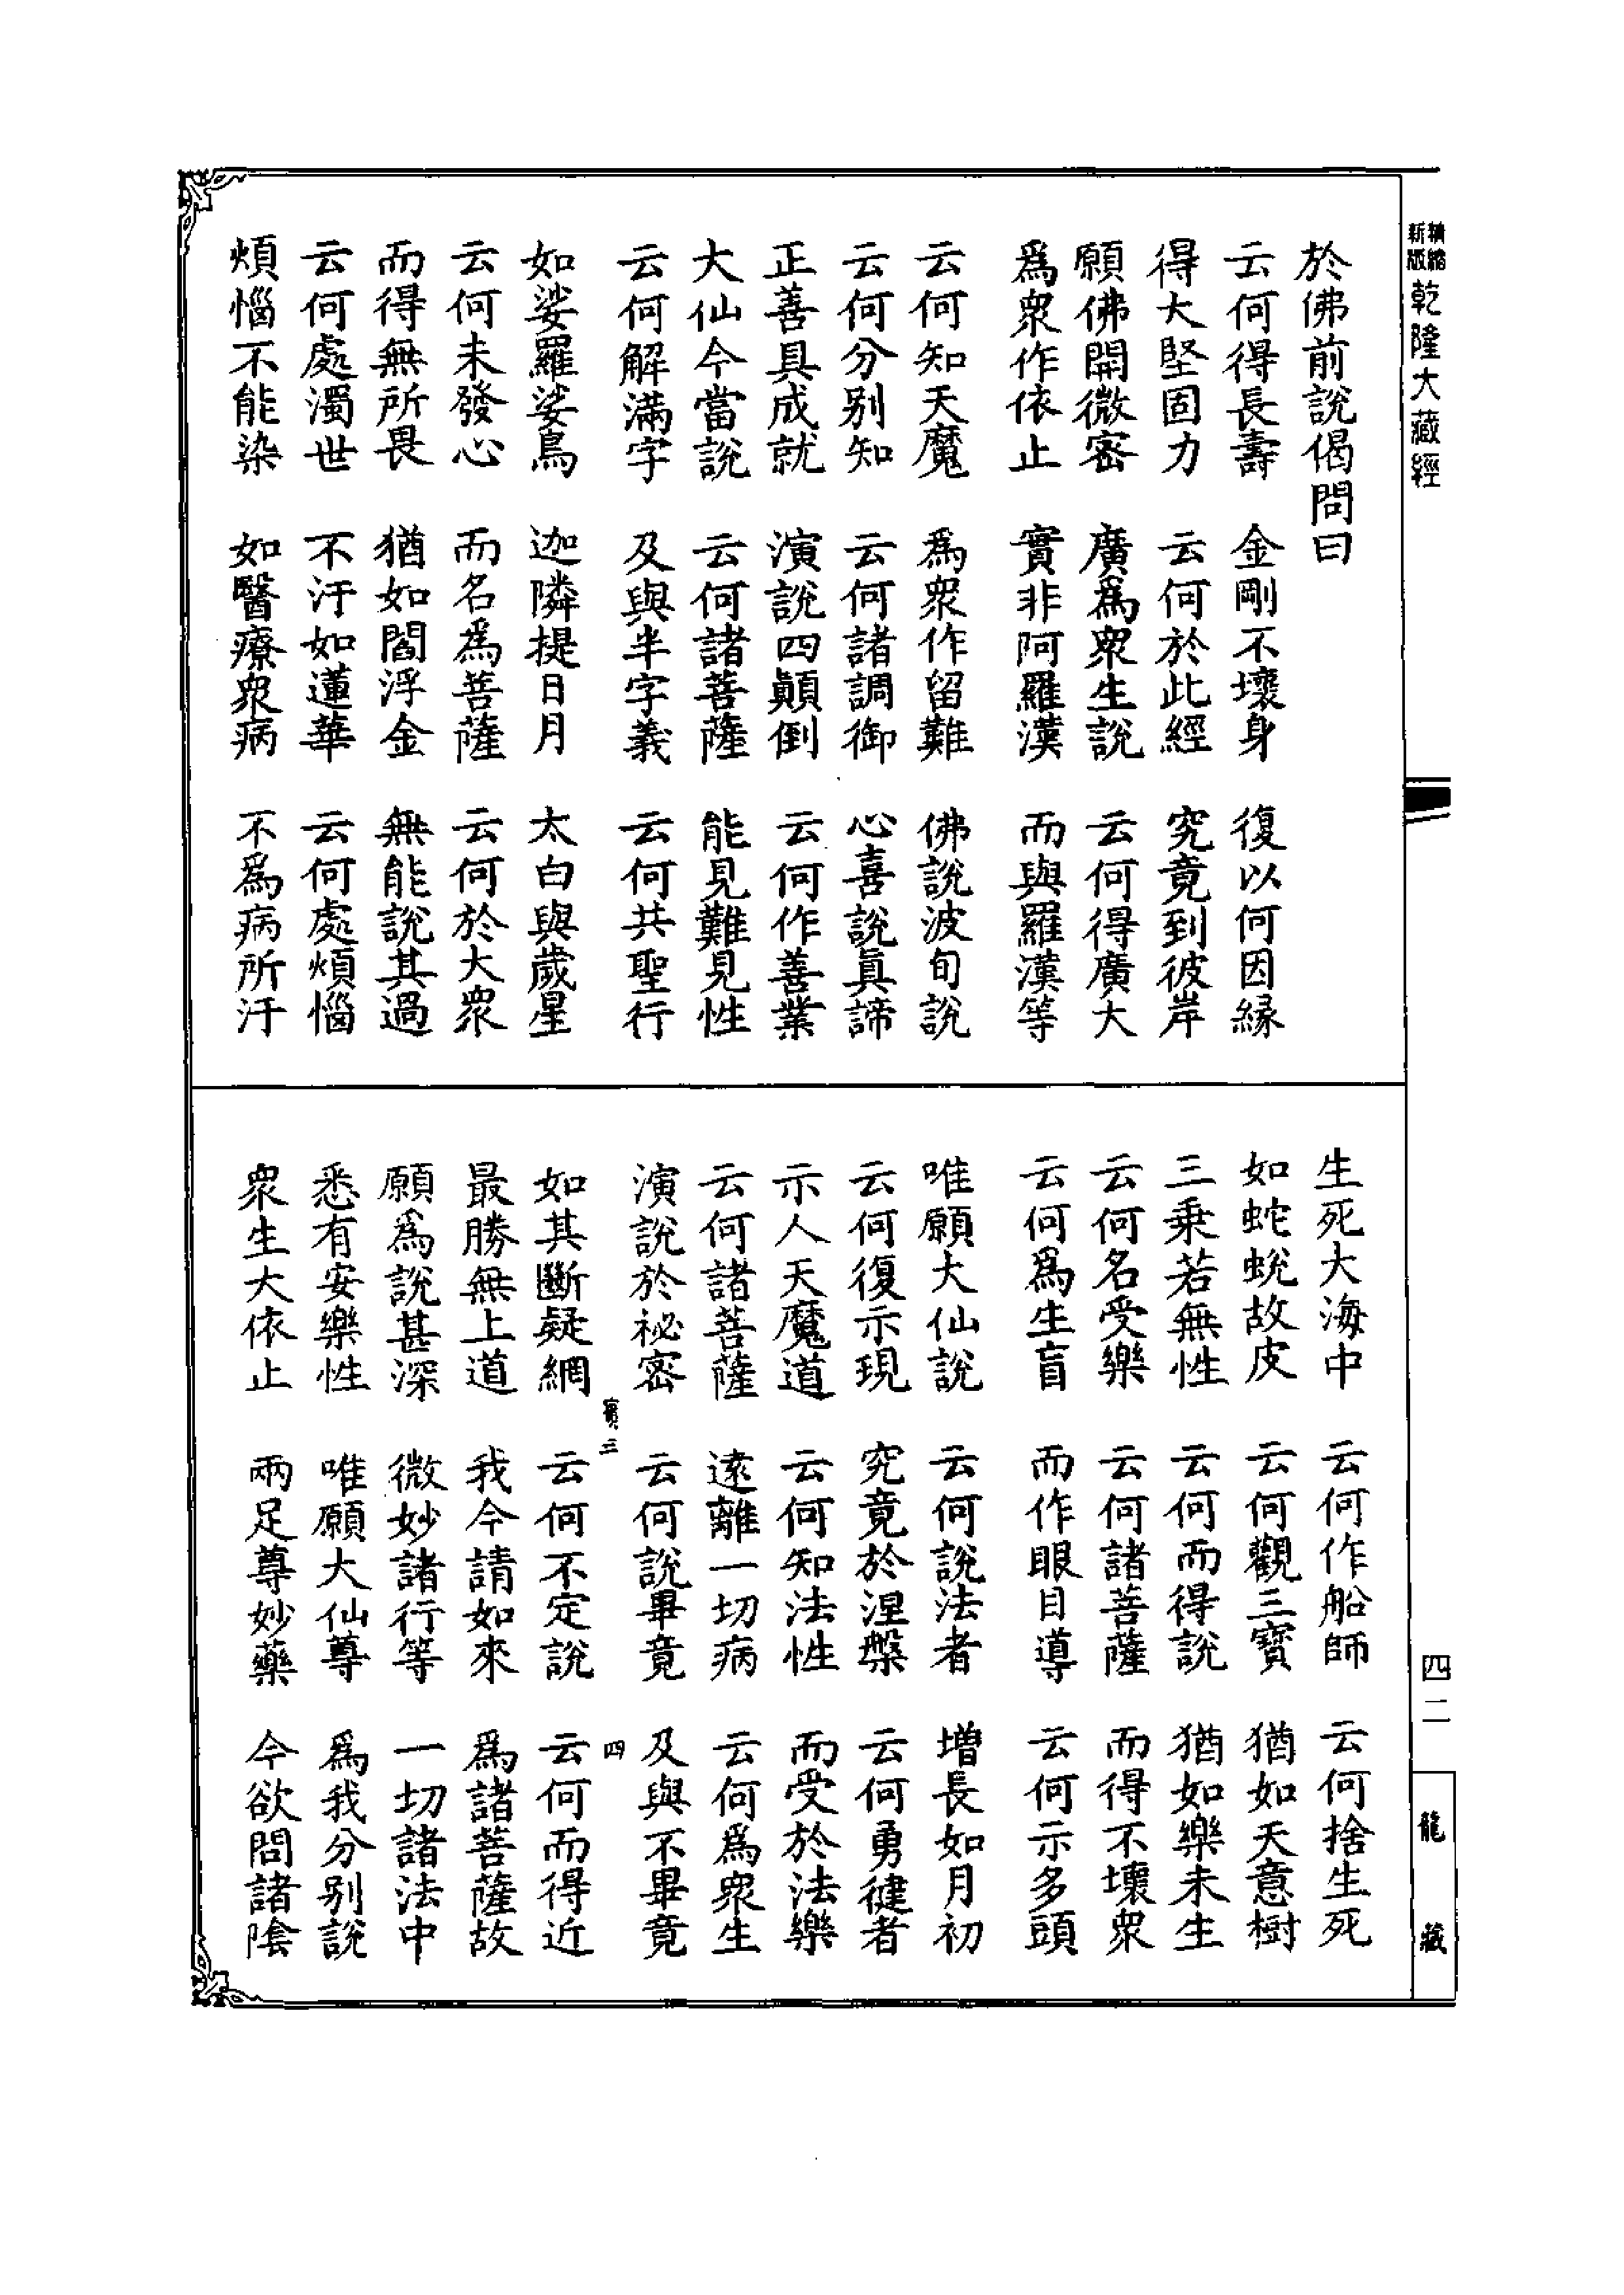 新版
精縮
乾隆大藏經
四二
龍藏
於佛前說偈問曰
云何得長壽 金剛不壞身 復以何因緣
得大堅固力 云何於此經 究竟到彼岸
願佛開微密 廣爲眾生說 云何得廣大
爲眾作依止 實非阿羅漢 而與羅漢等
云何知天魔 爲眾作留難 佛說波旬說
云何分別知 云何諸調御 心喜說眞諦
正善具成就 演說四顛倒 云何作善業
大仙今當說 云何諸菩薩 能見難見性
云何解滿字 及與半字義 云何共聖行
如娑羅娑鳥 迦隣提日月 太白與歲星
云何未發心 而名爲菩薩 云何於大眾
而得無所畏 猶如閻浮金 無能說其過
云何處濁世 不汙如蓮華 云何處煩惱
煩惱不能染 如醫療眾病 不爲病所汙
生死大海中 云何作船師 云何捨生死
如蛇蛻故皮 云何觀三寶 猶如天意樹
三乘若無性 云何而得說 猶如樂未生
云何名受樂 云何諸菩薩 而得不壞眾
云何爲生盲 而作眼目導 云何示多頭
唯願大仙說 云何說法者 增長如月初
云何復示現 究竟於涅槃 云何勇健者
示人天魔道 云何知法性 而受於法樂
云何諸菩薩 遠離一切病 云何爲眾生
演說於祕密 云何說畢竟 及與不畢竟
寶三 四
如其斷疑網 云何不定說 云何而得近
最勝無上道 我今請如來 爲諸菩薩故
願爲說甚深 微妙諸行等 一切諸法中
悉有安樂性 唯願大仙尊 爲我分別說
眾生大依止 兩足尊妙藥 今欲問諸陰